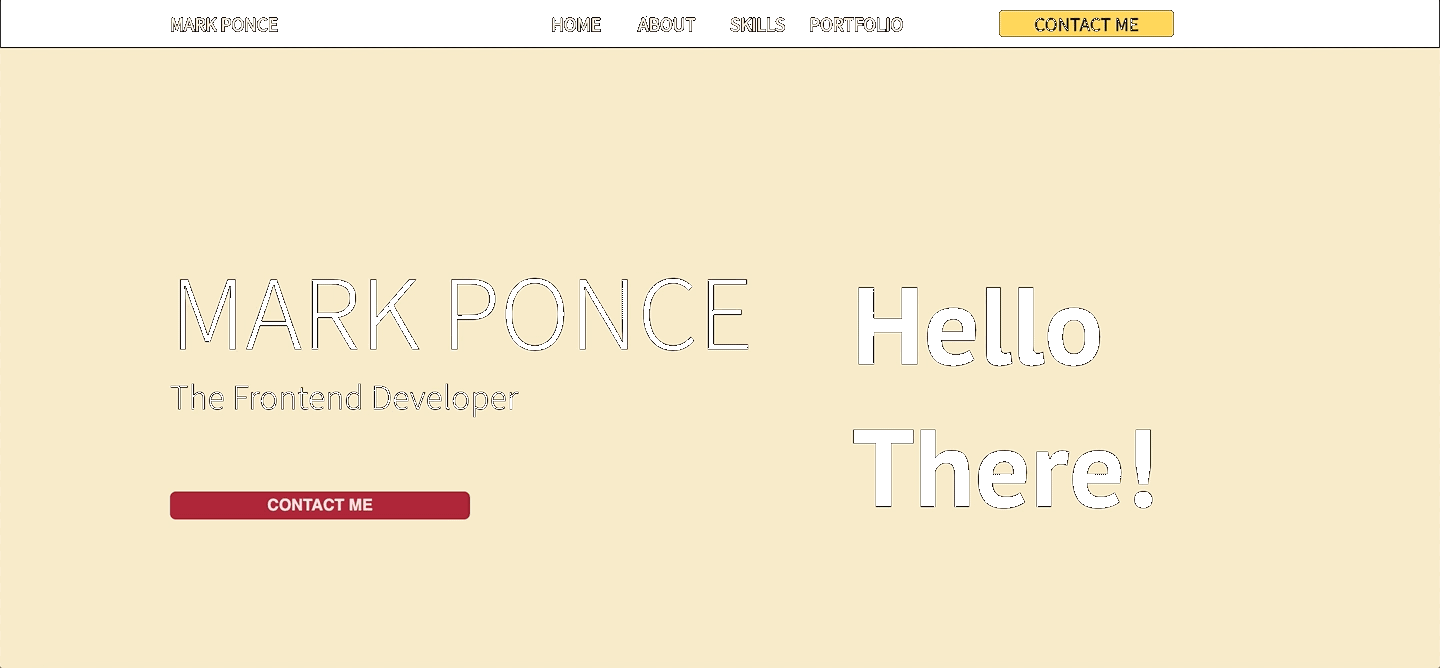 MARK PONCE HOME ABOUT SKILLS PORTFOLIO CONTACT ME
MARK PONCE
The Frontend Developer
CONTACT ME
Hello
There!